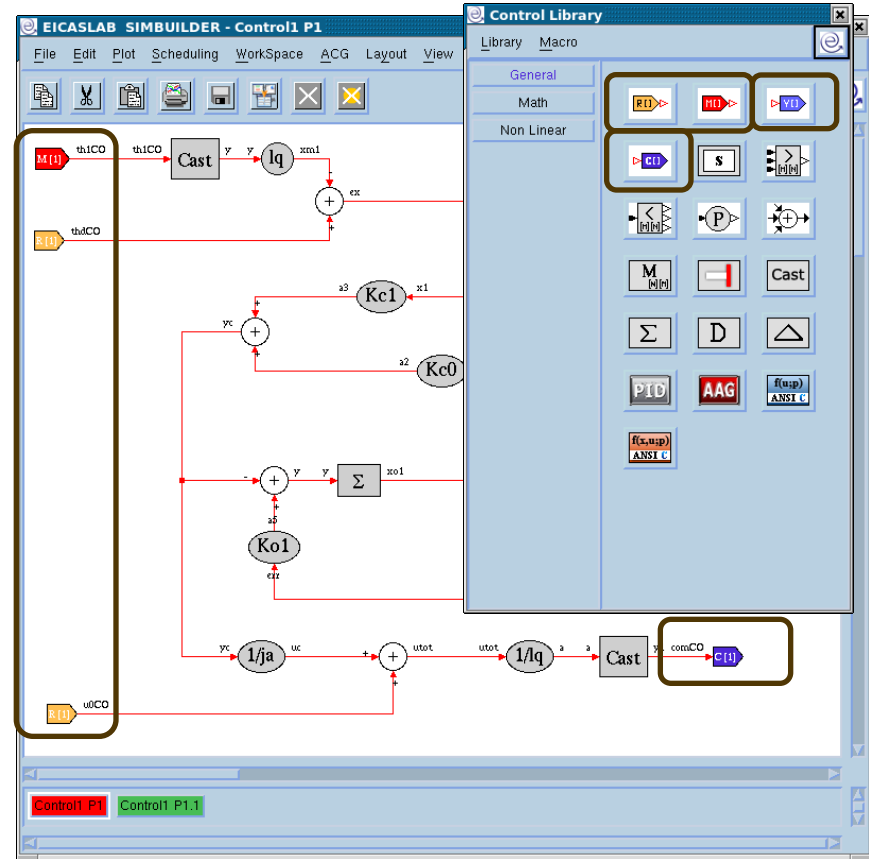 EICASLAB SIMBUILDER - Control1 P1
File Edit Plot Scheduling WorkSpace ACG Layout View
M[1] th1CO th1CO Cast y y lq xm1
-
+ ex
+
R[1] thdCO
a3 Kc1 x1
+
yc +
+
a2 Kc0
- + y y Σ xo1
+
a5
Ko1
err
yc 1/ja uc + + utot utot 1/lq a a Cast comCO C[1]
+
R[1] u0CO
Control1 P1 Control1 P1.1
Control Library
Library Macro
General
Math
Non Linear
R[] M[] Y[]
C[] S > [n][n]
< [n][n] P +
M [n][n] Cast
Σ D
PID AAG f(u;p) ANSI C
f(x,u;p)
ANSI C